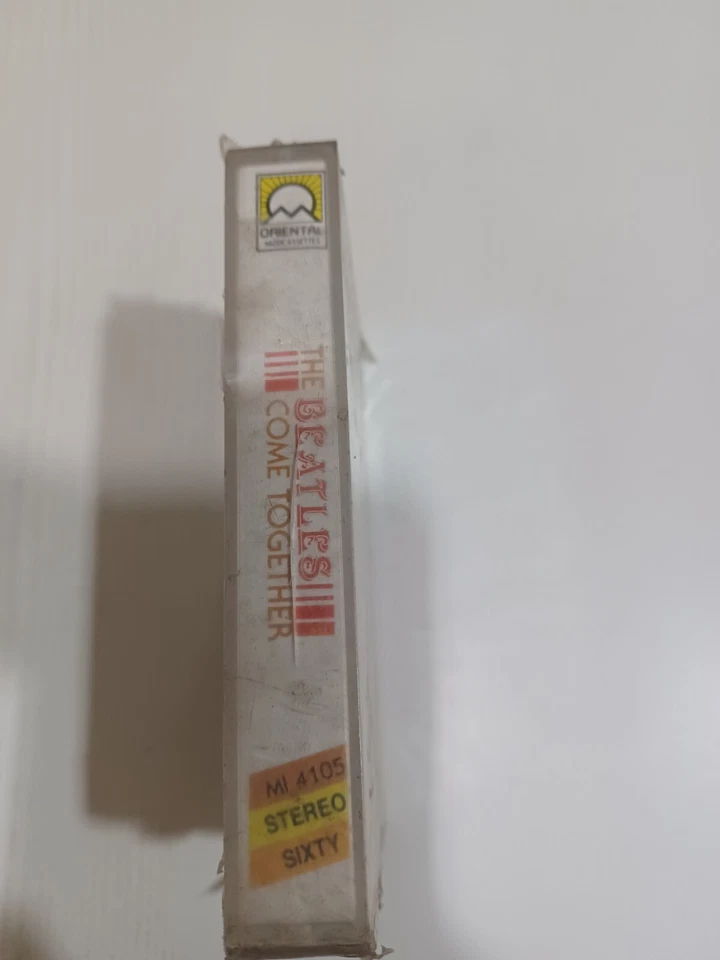 ORIENTAL
THE BEATLES
COME TOGETHER
MI 4105
STEREO
SIXTY